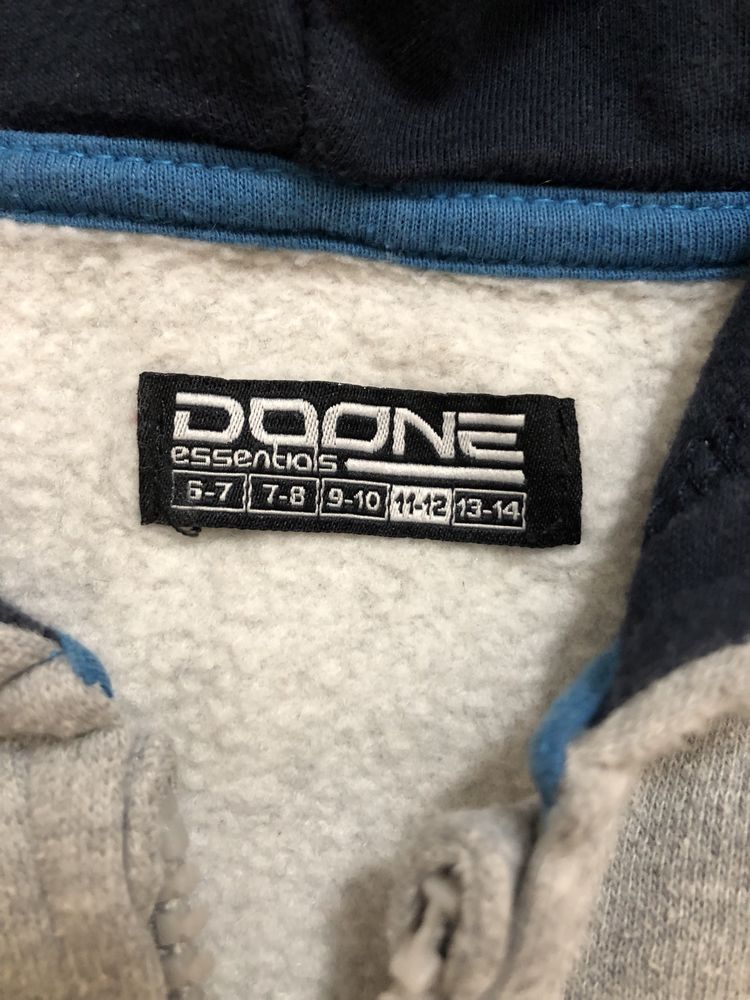 DOONE
essentials
6-7 7-8 9-10 11-12 13-14